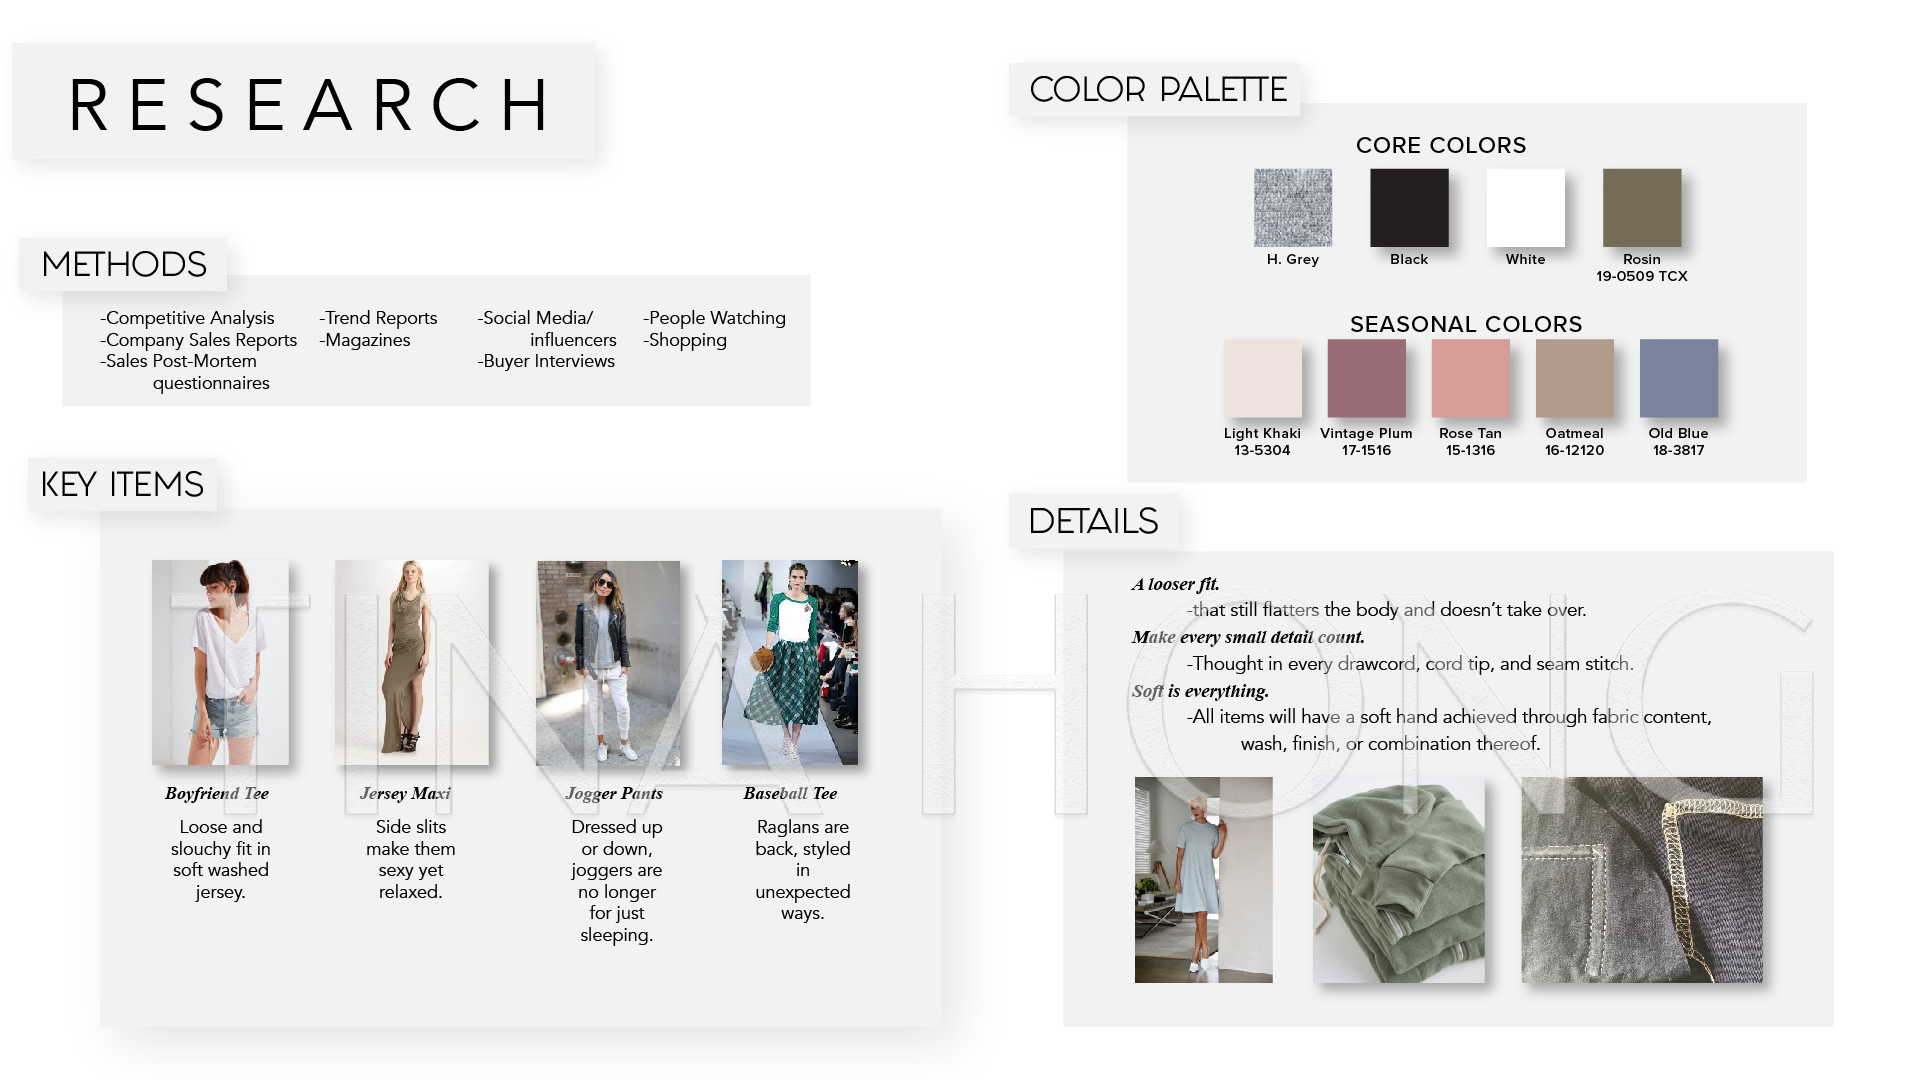 RESEARCH
METHODS
-Competitive Analysis
-Company Sales Reports
-Sales Post-Mortem
questionnaires
-Trend Reports
-Magazines
-Social Media/
influencers
-Buyer Interviews
-People Watching
-Shopping
KEY ITEMS
Boyfriend Tee
Loose and
slouchy fit in
soft washed
jersey.
Jersey Maxi
Side slits
make them
sexy yet
relaxed.
Jogger Pants
Dressed up
or down,
joggers are
no longer
for just
sleeping.
Baseball Tee
Raglans are
back, styled
in
unexpected
ways.
COLOR PALETTE
CORE COLORS
H. Grey
Black
White
Rosin
19-0509 TCX
SEASONAL COLORS
Light Khaki
13-5304
Vintage Plum
17-1516
Rose Tan
15-1316
Oatmeal
16-12120
Old Blue
18-3817
DETAILS
A looser fit.
-that still flatters the body and doesn’t take over.
Make every small detail count.
-Thought in every drawcord, cord tip, and seam stitch.
Soft is everything.
-All items will have a soft hand achieved through fabric content,
wash, finish, or combination thereof.
TINA HONG